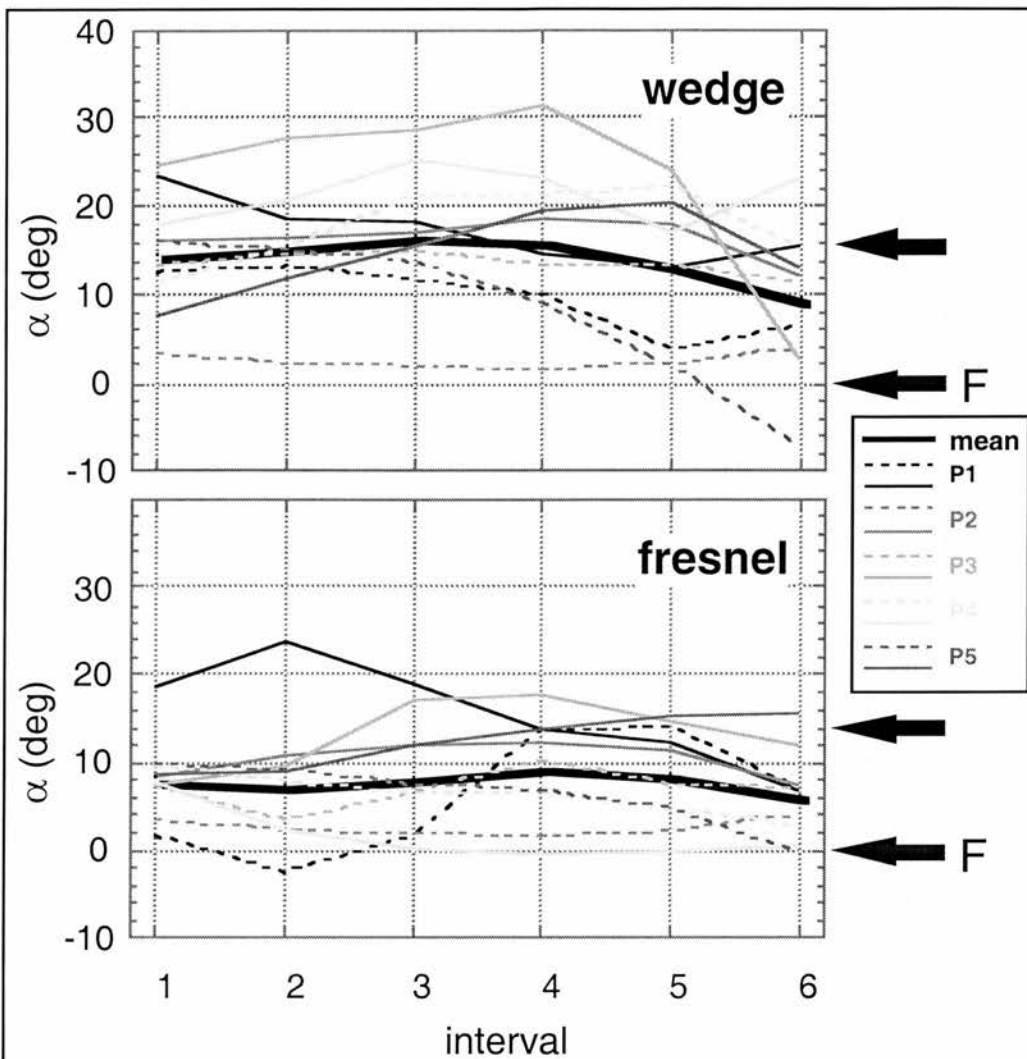 40
wedge
30
20
α (deg)
10
0
F
-10
mean
P1
P2
P3
P4
P5
fresnel
30
20
α (deg)
10
0
F
-10
1 2 3 4 5 6
interval